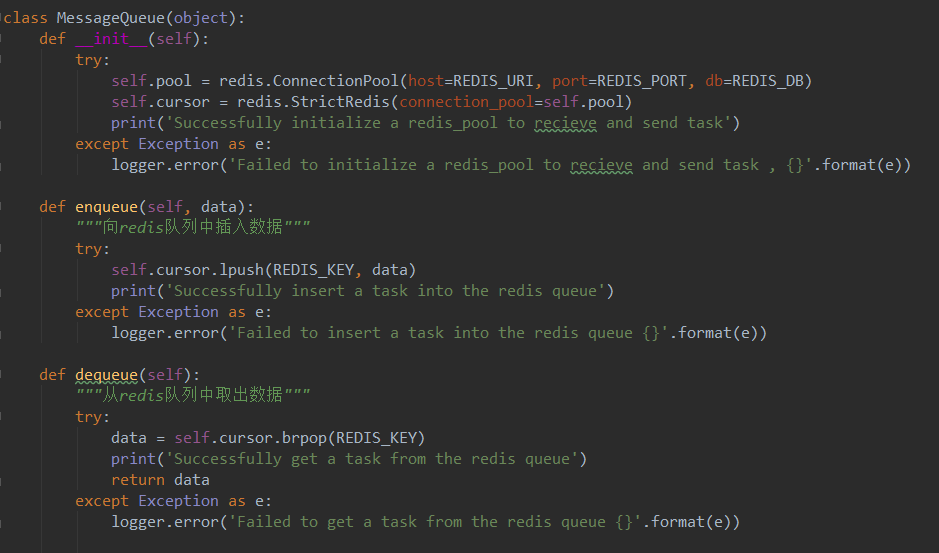 class MessageQueue(object):
    def __init__(self):
        try:
            self.pool = redis.ConnectionPool(host=REDIS_URI, port=REDIS_PORT, db=REDIS_DB)
            self.cursor = redis.StrictRedis(connection_pool=self.pool)
            print('Successfully initialize a redis_pool to recieve and send task')
        except Exception as e:
            logger.error('Failed to initialize a redis_pool to recieve and send task , {}'.format(e))
    def enqueue(self, data):
        """向redis队列中插入数据"""
        try:
            self.cursor.lpush(REDIS_KEY, data)
            print('Successfully insert a task into the redis queue')
        except Exception as e:
            logger.error('Failed to insert a task into the redis queue {}'.format(e))
    def dequeue(self):
        """从redis队列中取出数据"""
        try:
            data = self.cursor.brpop(REDIS_KEY)
            print('Successfully get a task from the redis queue')
            return data
        except Exception as e:
            logger.error('Failed to get a task from the redis queue {}'.format(e))